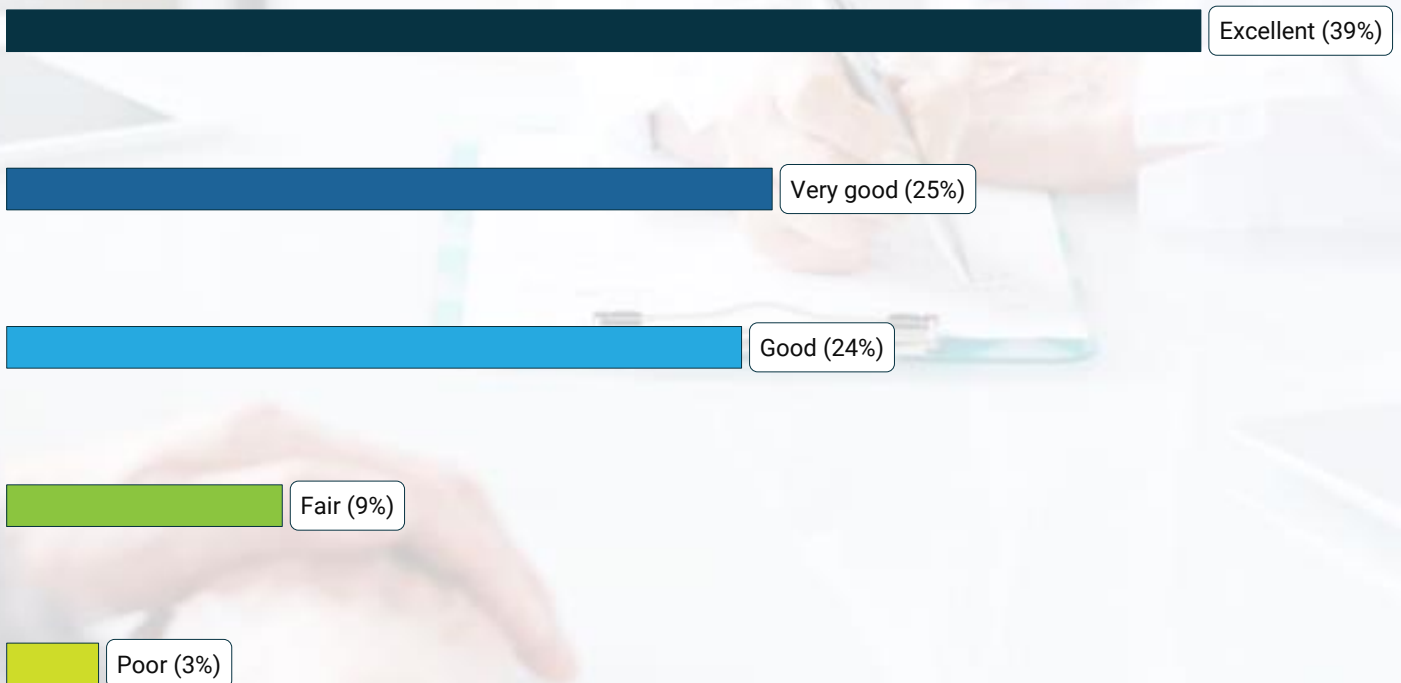 Excellent (39%)
Very good (25%)
Good (24%)
Fair (9%)
Poor (3%)